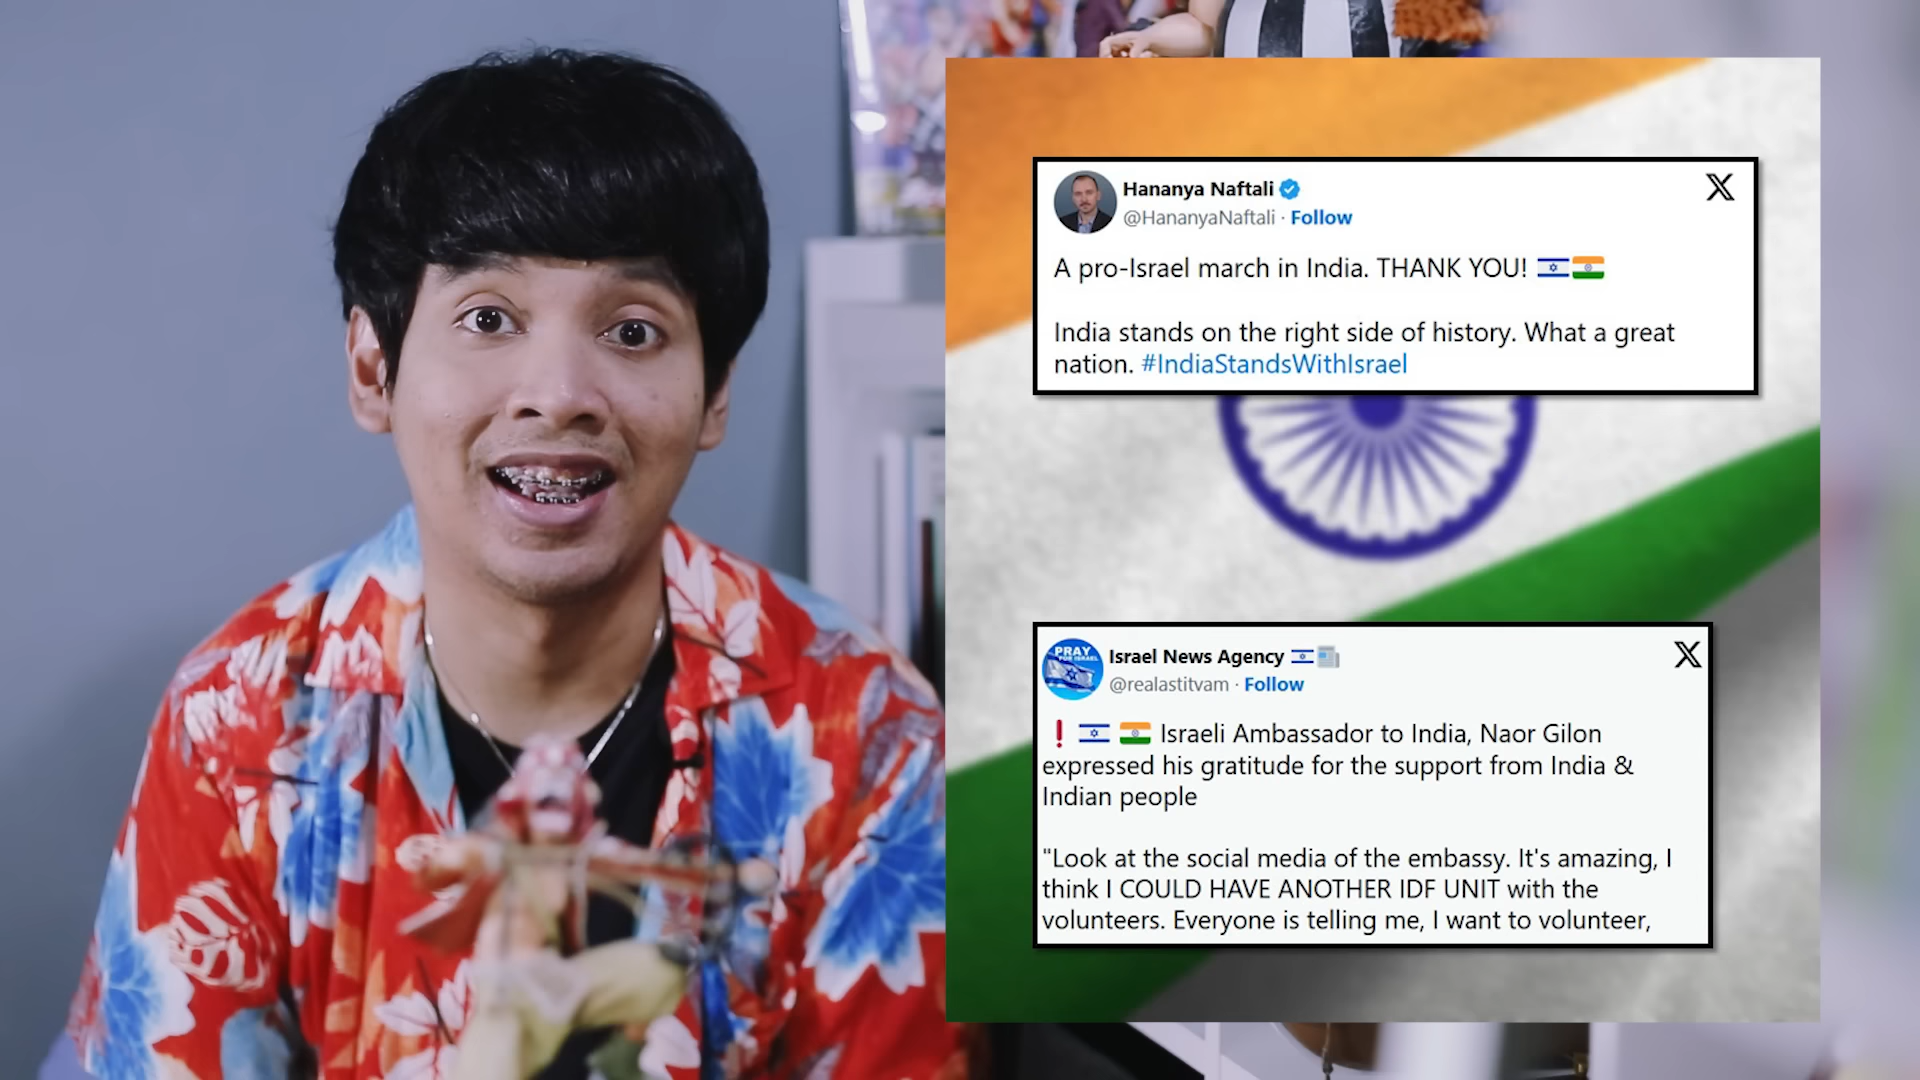 Hananya Naftali
@HananyaNaftali · Follow
A pro-Israel march in India. THANK YOU! 🇮🇱🇮🇳
India stands on the right side of history. What a great
nation. #IndiaStandsWithIsrael
PRAY
FOR ISRAEL
Israel News Agency 🇮🇱📰
@realastitvam · Follow
❗🇮🇱 🇮🇳 Israeli Ambassador to India, Naor Gilon
expressed his gratitude for the support from India &
Indian people
"Look at the social media of the embassy. It's amazing, I
think I COULD HAVE ANOTHER IDF UNIT with the
volunteers. Everyone is telling me, I want to volunteer,